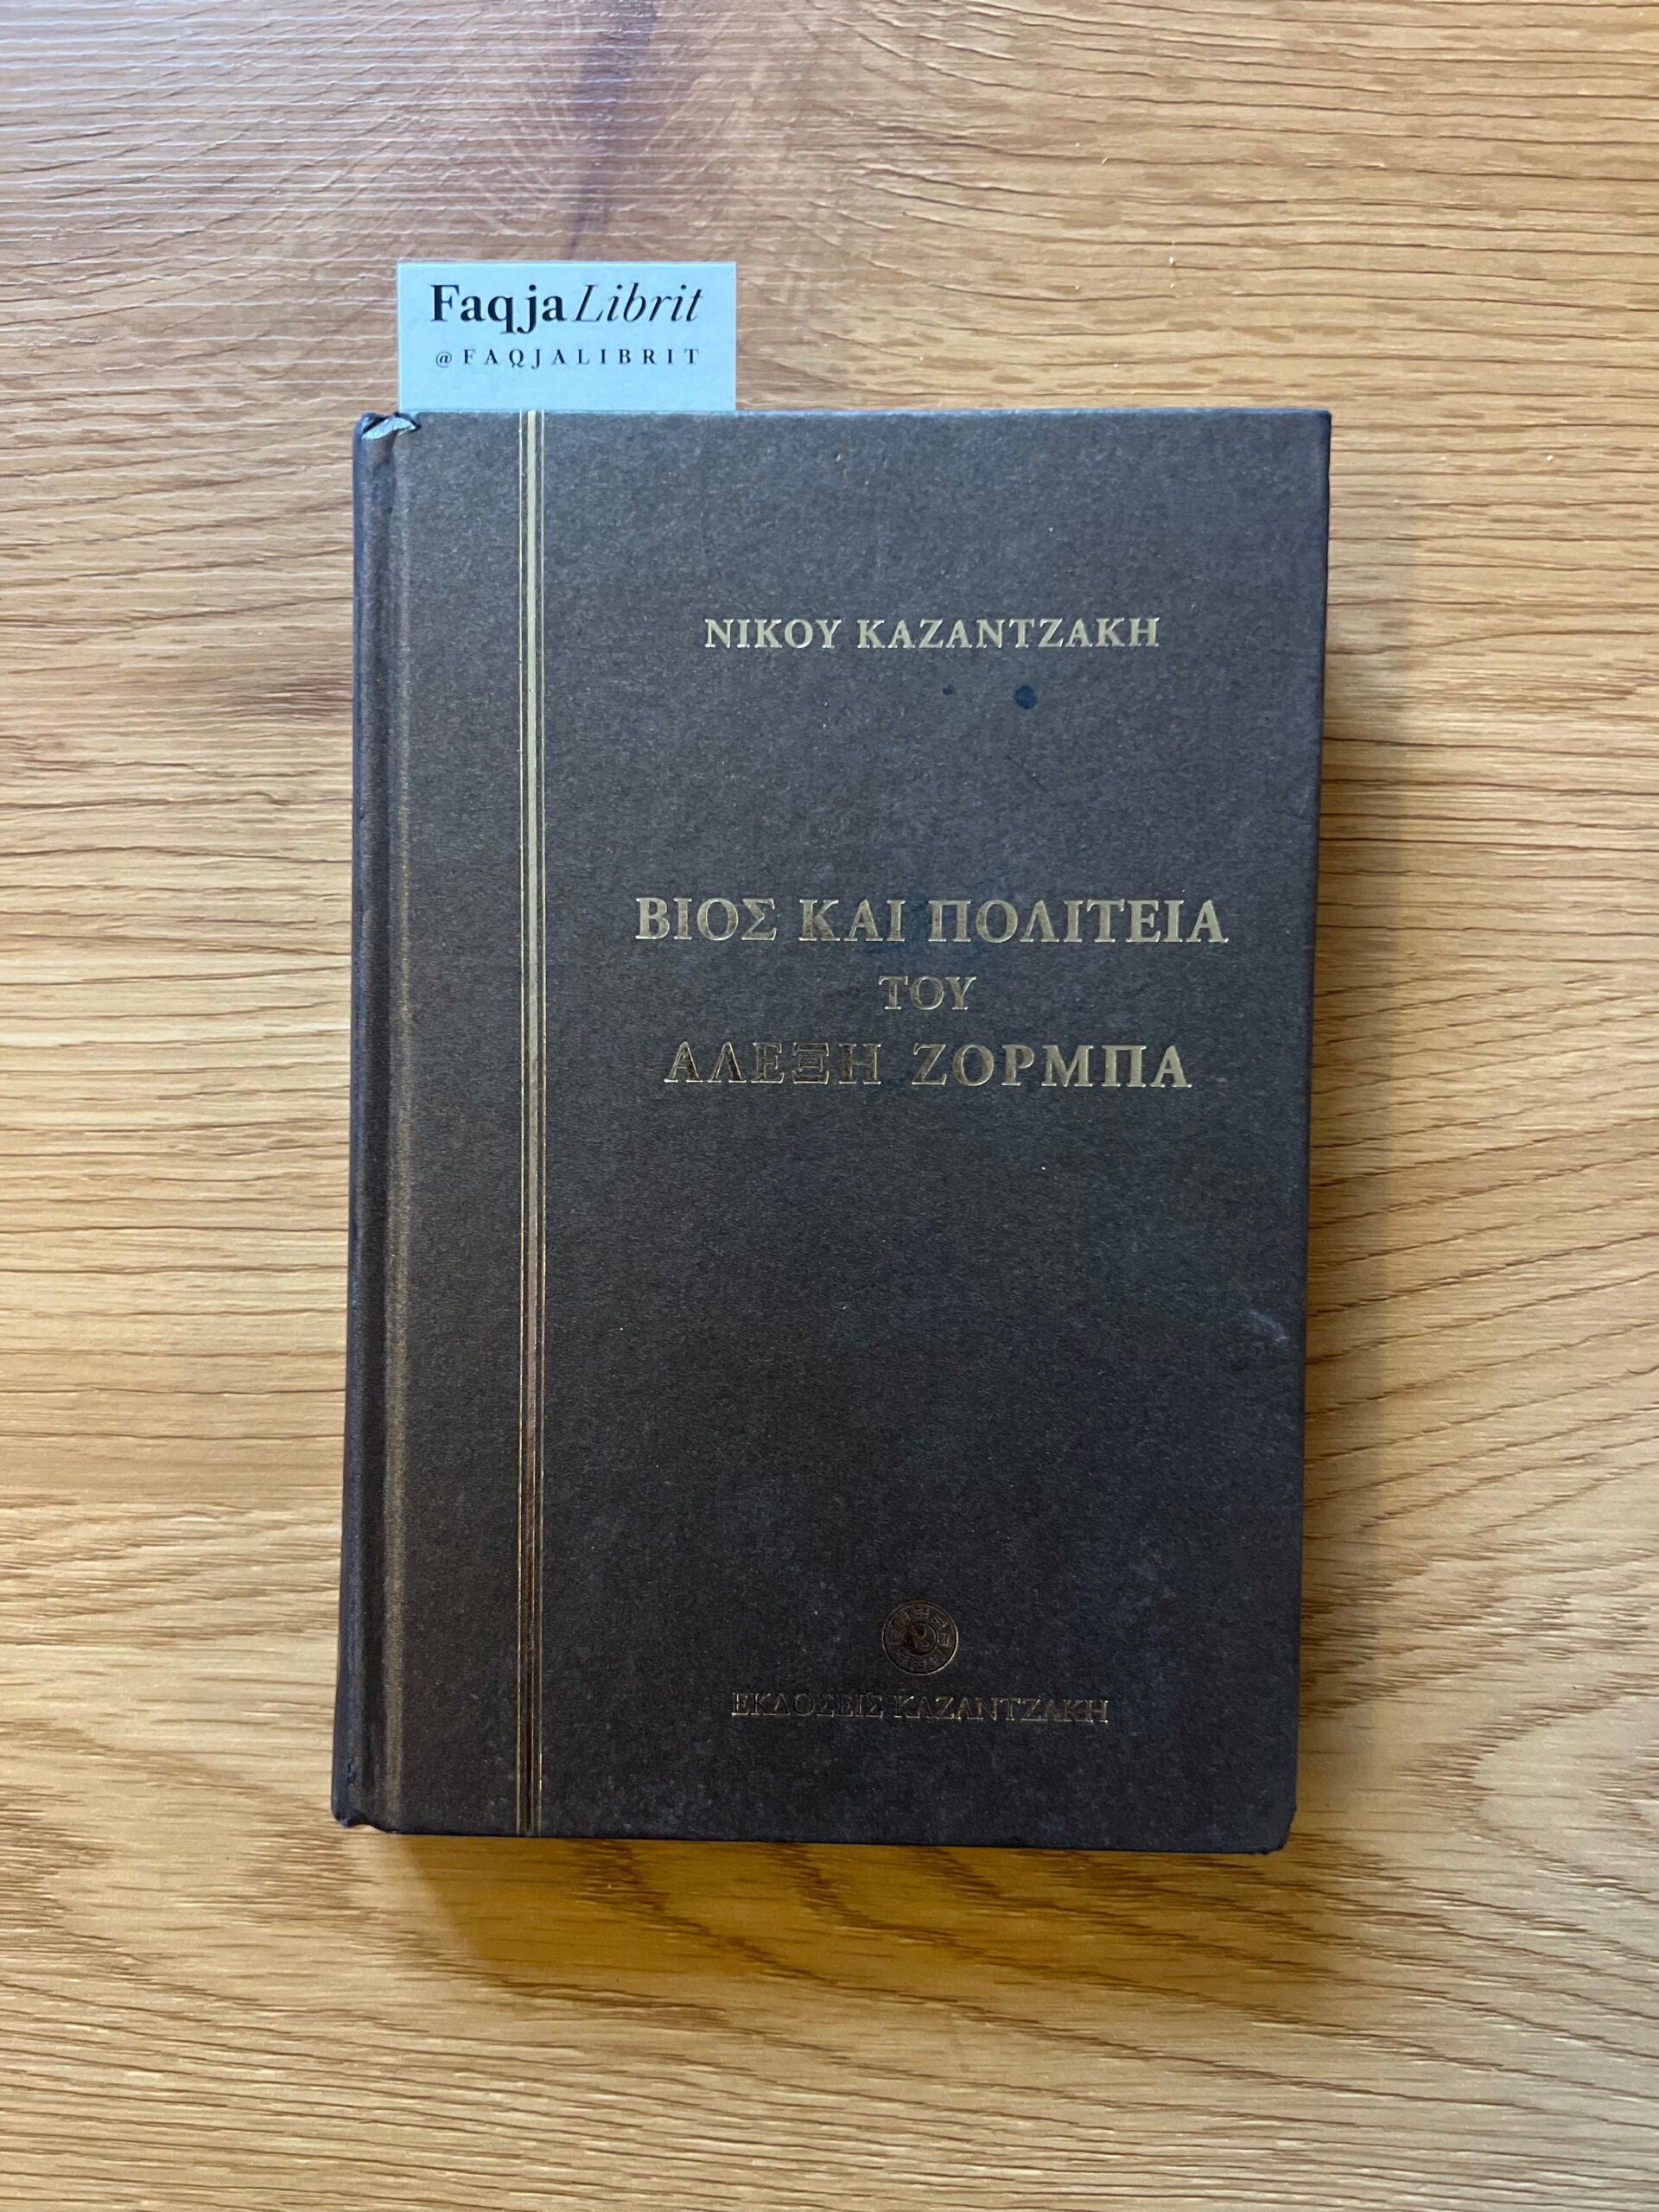 FaqjaLibrit
@FAQJALIBRIT
ΝΙΚΟΥ ΚΑΖΑΝΤΖΑΚΗ
ΒΙΟΣ ΚΑΙ ΠΟΛΙΤΕΙΑ
ΤΟΥ
ΑΛΕΞΗ ΖΟΡΜΠΑ
ΕΚΔΟΣΕΙΣ ΚΑΖΑΝΤΖΑΚΗ